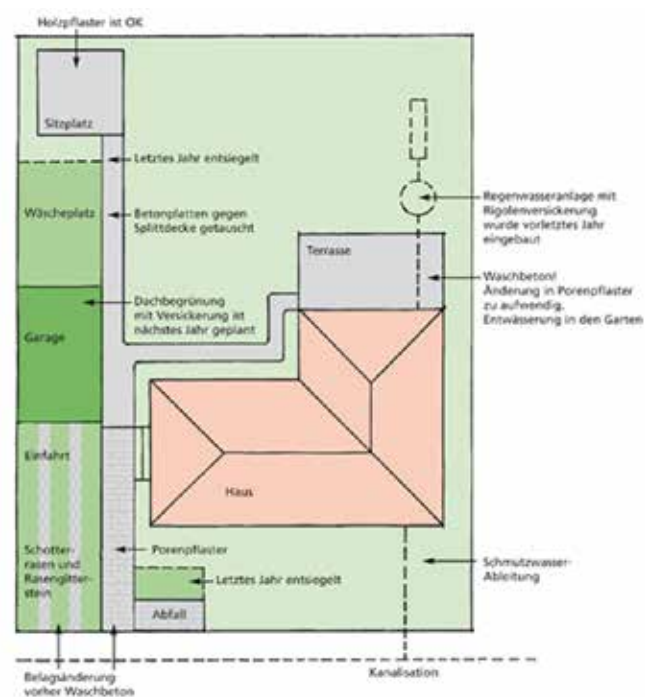 Holzpflaster ist OK
Sitzplatz
Letztes Jahr entsiegelt
Wäscheplatz
Betonplatten gegen
Splittdecke getauscht
Regenwasseranlage mit
Rigolenversickerung
wurde vorletztes Jahr
eingebaut
Terrasse
Waschbeton!
Änderung in Porenpflaster
zu aufwendig.
Entwässerung in den Garten
Dachbegrünung
mit Versickerung ist
nächstes Jahr geplant
Garage
Einfahrt
Haus
Schotter-
rasen und
Rasengitter-
stein
Porenpflaster
Letztes Jahr entsiegelt
Schmutzwasser-
Ableitung
Abfall
Belagsänderung
vorher Waschbeton
Kanalisation